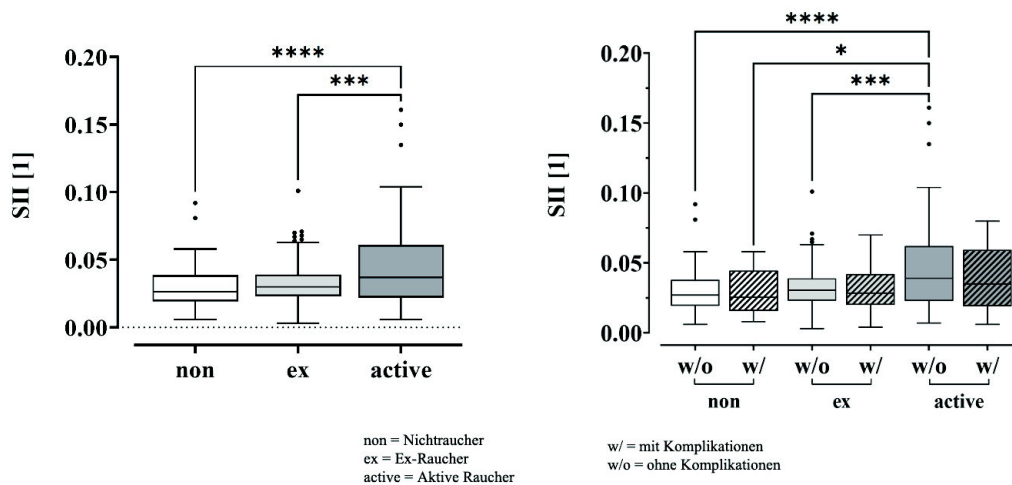 ****
***
0.20
0.15
0.10
0.05
0.00
SII [1]
non ex active
****
*
***
0.20
0.15
0.10
0.05
0.00
SII [1]
w/o w/ w/o w/ w/o w/
non ex active
non = Nichtraucher
ex = Ex-Raucher
active = Aktive Raucher
w/ = mit Komplikationen
w/o = ohne Komplikationen